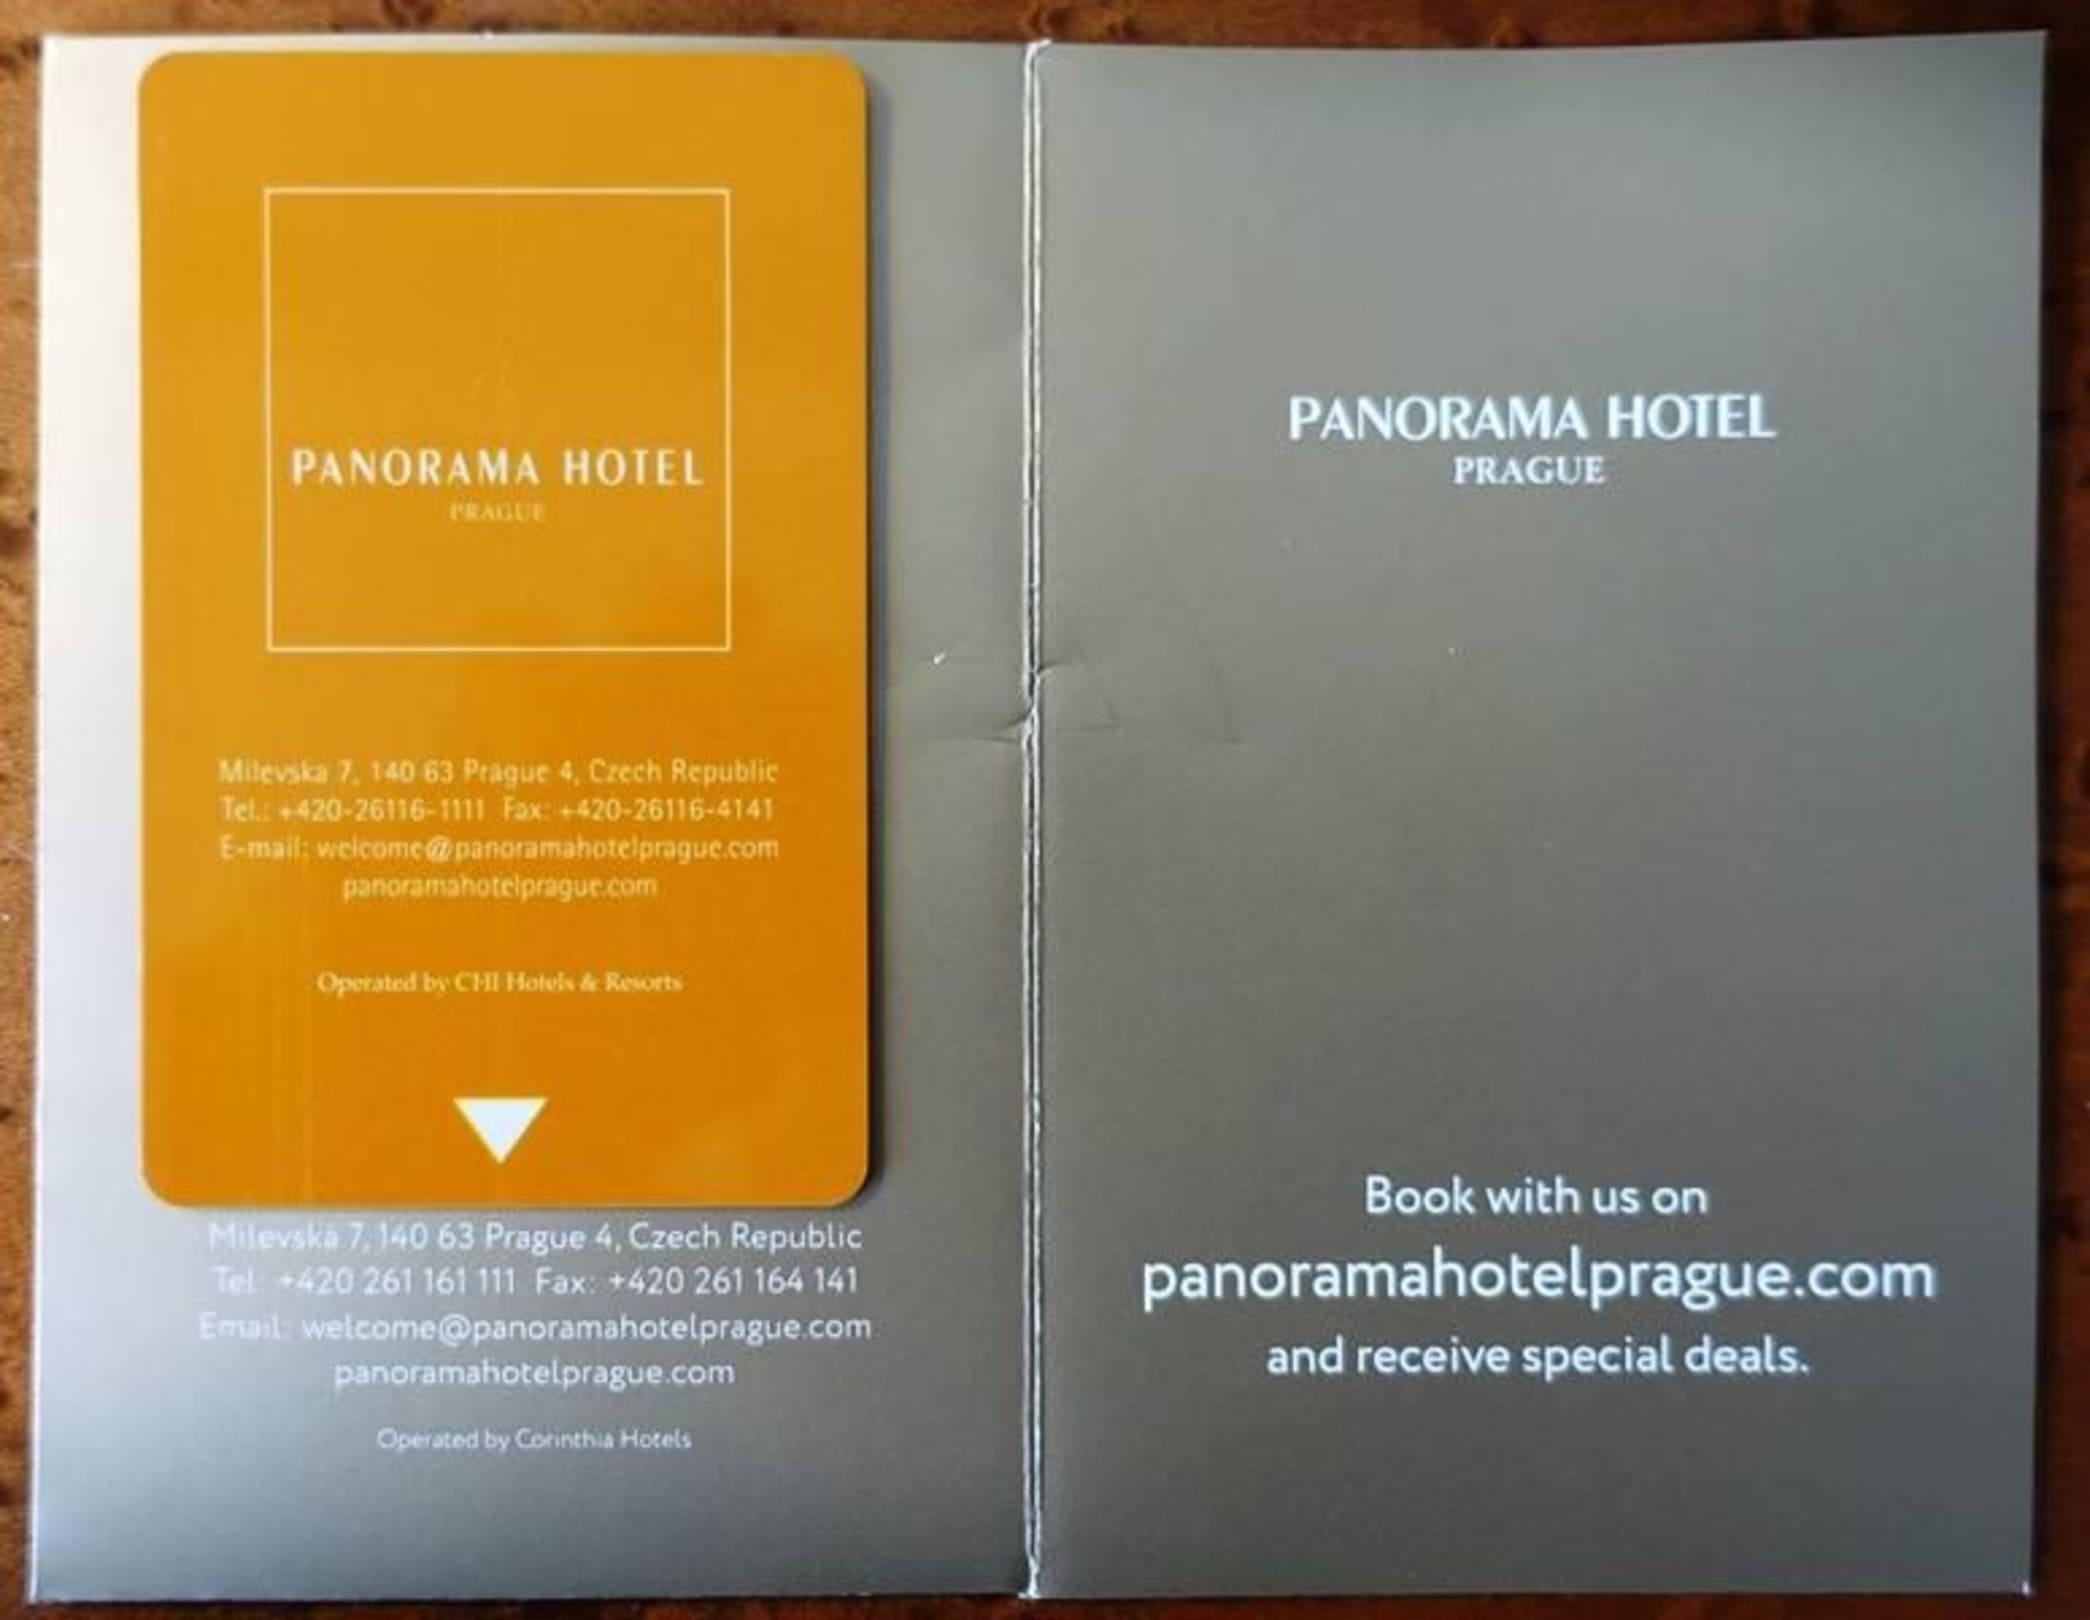 PANORAMA HOTEL
PRAGUE
Milevska 7, 140 63 Prague 4, Czech Republic
Tel.: +420-26116-1111 Fax: +420-26116-4141
E-mail: welcome@panoramahotelprague.com
panoramahotelprague.com
Operated by CHI Hotels & Resorts
Milevská 7, 140 63 Prague 4, Czech Republic
Tel: +420 261 161 111 Fax: +420 261 164 141
Email: welcome@panoramahotelprague.com
panoramahotelprague.com
Operated by Corinthia Hotels
PANORAMA HOTEL
PRAGUE
Book with us on
panoramahotelprague.com
and receive special deals.